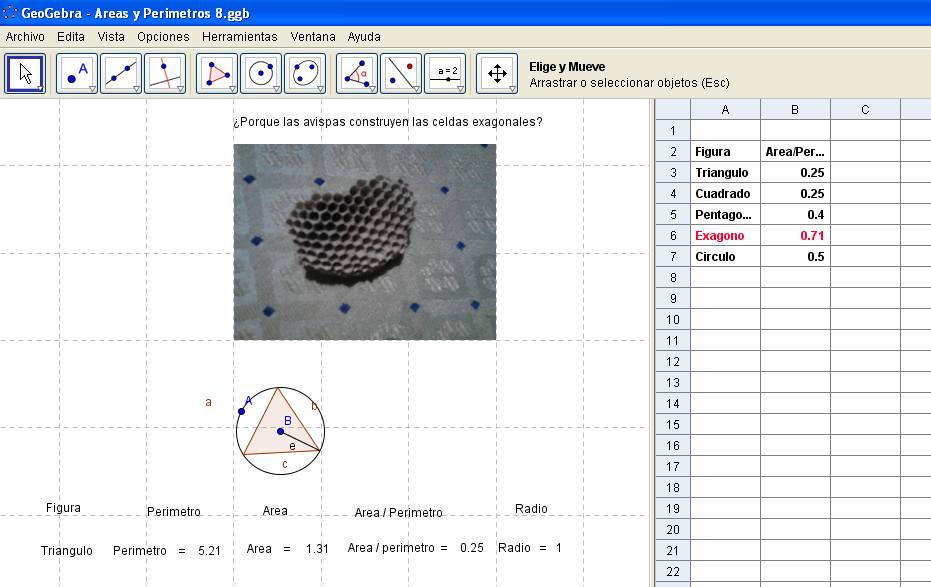 GeoGebra - Areas y Perimetros 8.ggb
Archivo Edita Vista Opciones Herramientas Ventana Ayuda
A α a = 2
Elige y Mueve
Arrastrar o seleccionar objetos (Esc)
¿Porque las avispas construyen las celdas exagonales?
a A b
B
e
c
Figura Perimetro Area Area / Perimetro Radio
Triangulo Perimetro = 5.21 Area = 1.31 Area / perimetro = 0.25 Radio = 1
A B C
1
2 Figura Area/Per...
3 Triangulo 0.25
4 Cuadrado 0.25
5 Pentago... 0.4
6 Exagono 0.71
7 Circulo 0.5
8
9
10
11
12
13
14
15
16
17
18
19
20
21
22